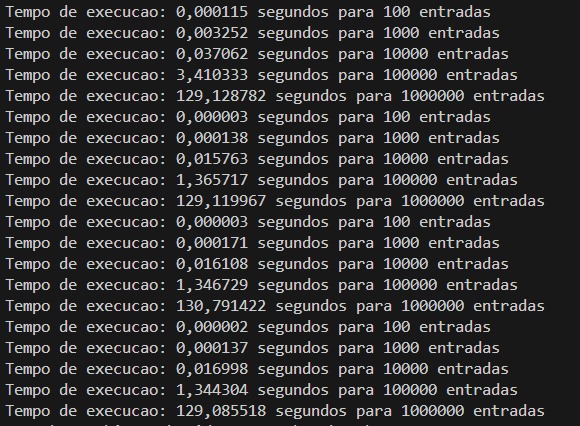 Tempo de execucao: 0,000115 segundos para 100 entradas
Tempo de execucao: 0,003252 segundos para 1000 entradas
Tempo de execucao: 0,037062 segundos para 10000 entradas
Tempo de execucao: 3,410333 segundos para 100000 entradas
Tempo de execucao: 129,128782 segundos para 1000000 entradas
Tempo de execucao: 0,000003 segundos para 100 entradas
Tempo de execucao: 0,000138 segundos para 1000 entradas
Tempo de execucao: 0,015763 segundos para 10000 entradas
Tempo de execucao: 1,365717 segundos para 100000 entradas
Tempo de execucao: 129,119967 segundos para 1000000 entradas
Tempo de execucao: 0,000003 segundos para 100 entradas
Tempo de execucao: 0,000171 segundos para 1000 entradas
Tempo de execucao: 0,016108 segundos para 10000 entradas
Tempo de execucao: 1,346729 segundos para 100000 entradas
Tempo de execucao: 130,791422 segundos para 1000000 entradas
Tempo de execucao: 0,000002 segundos para 100 entradas
Tempo de execucao: 0,000137 segundos para 1000 entradas
Tempo de execucao: 0,016998 segundos para 10000 entradas
Tempo de execucao: 1,344304 segundos para 100000 entradas
Tempo de execucao: 129,085518 segundos para 1000000 entradas